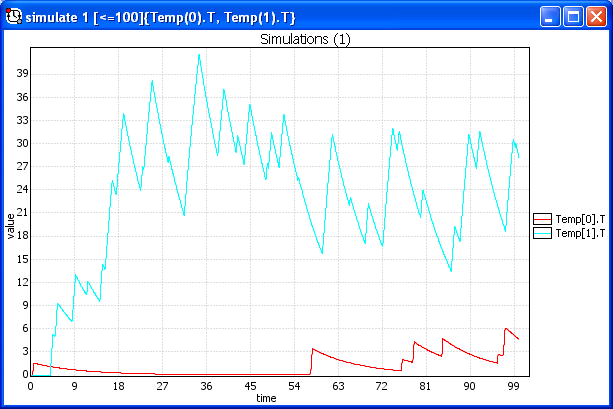 simulate 1 [<=100]{Temp(0).T, Temp(1).T}
Simulations (1)
39
36
33
30
27
24
21
18
15
12
9
6
3
0
value
0 9 18 27 36 45 54 63 72 81 90 99
time
Temp[0].T
Temp[1].T